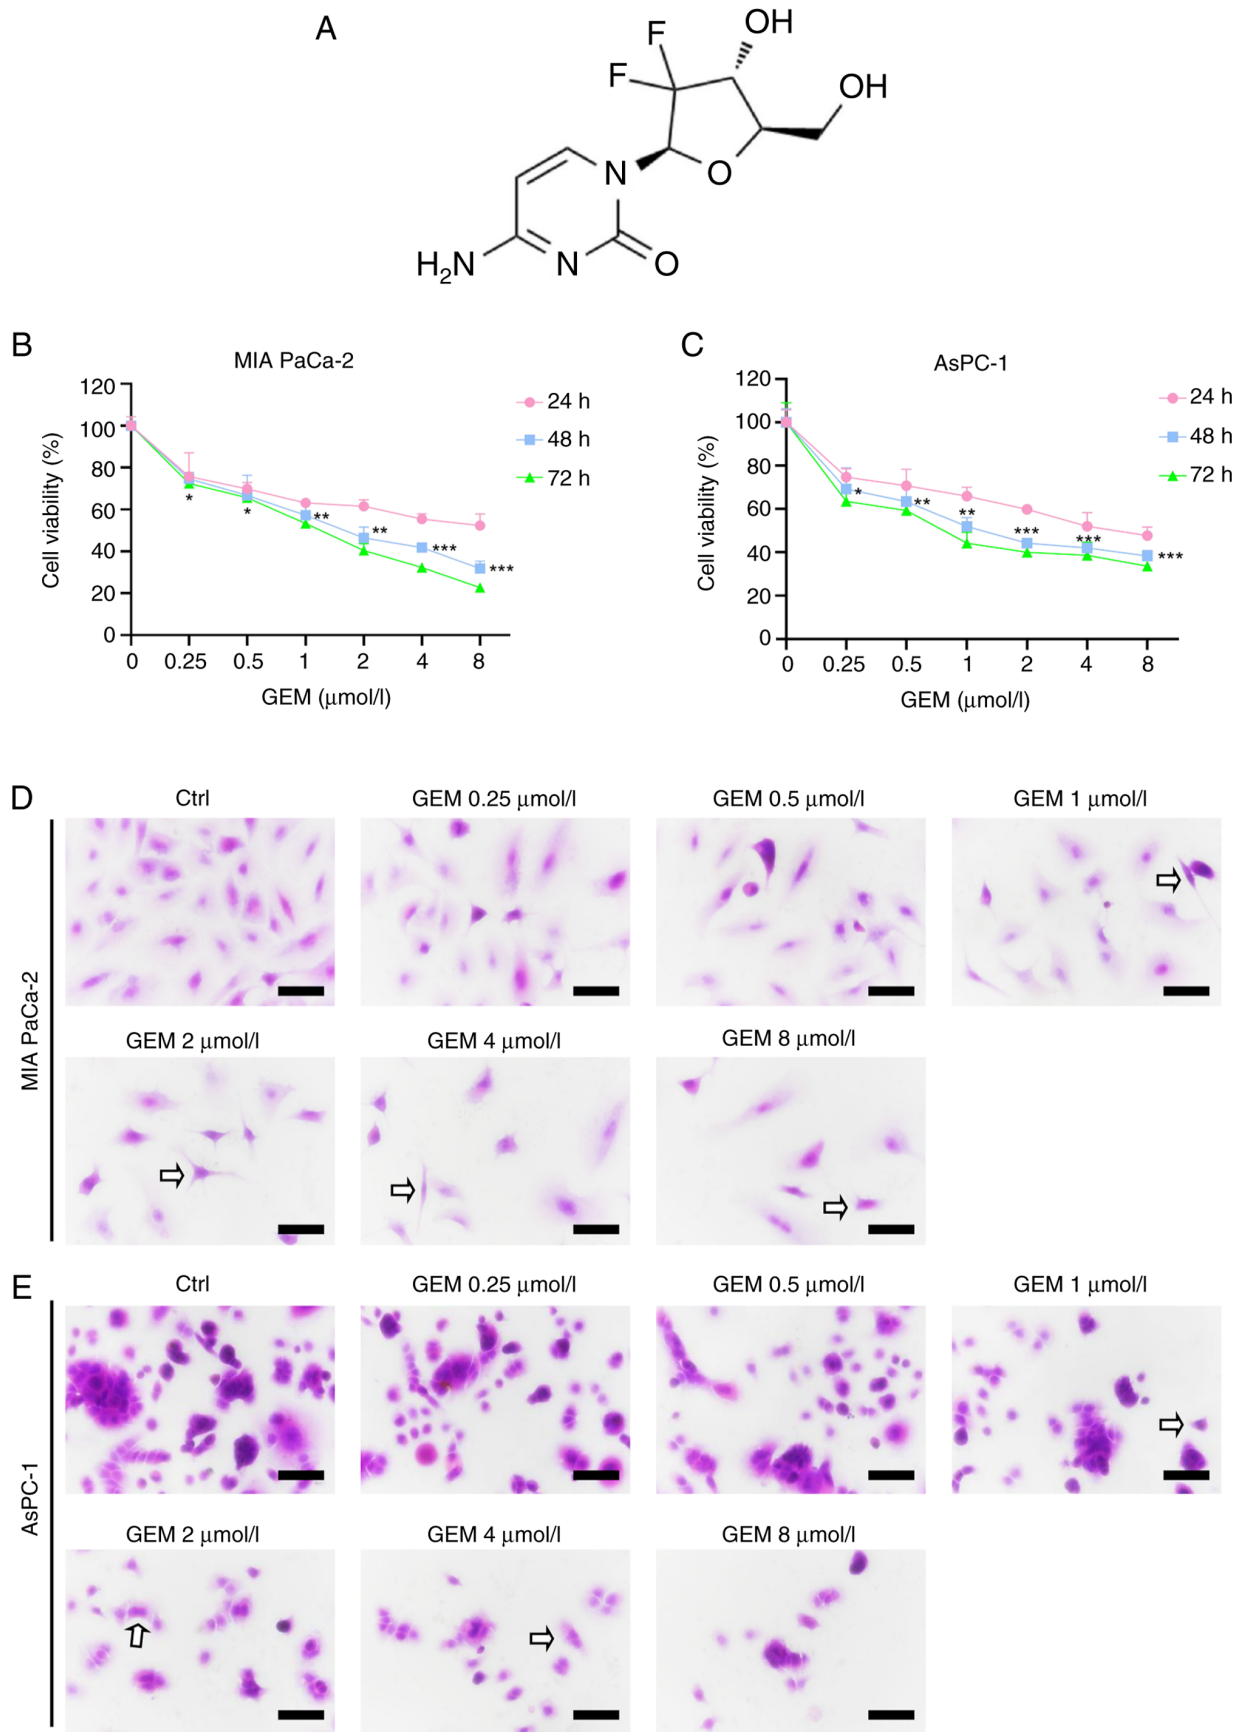 A
F
OH
F
OH
N
O
H₂N
N
O
B
MIA PaCa-2
Cell viability (%)
120
100
80
60
40
20
0
24 h
48 h
72 h
*
*
**
**
***
***
0 0.25 0.5 1 2 4 8
GEM (μmol/l)
C
AsPC-1
Cell viability (%)
120
100
80
60
40
20
0
24 h
48 h
72 h
*
**
**
***
***
***
0 0.25 0.5 1 2 4 8
GEM (μmol/l)
D
MIA PaCa-2
Ctrl
GEM 0.25 μmol/l
GEM 0.5 μmol/l
GEM 1 μmol/l
GEM 2 μmol/l
GEM 4 μmol/l
GEM 8 μmol/l
E
AsPC-1
Ctrl
GEM 0.25 μmol/l
GEM 0.5 μmol/l
GEM 1 μmol/l
GEM 2 μmol/l
GEM 4 μmol/l
GEM 8 μmol/l